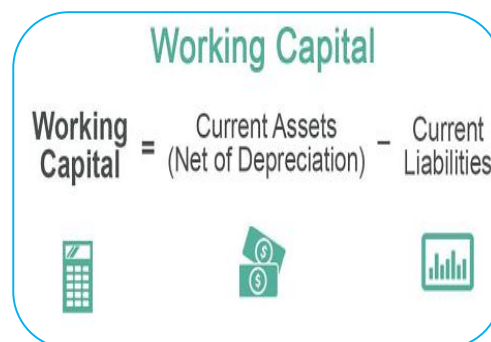 Working Capital
Working Capital = Current Assets (Net of Depreciation) − Current Liabilities
$
$